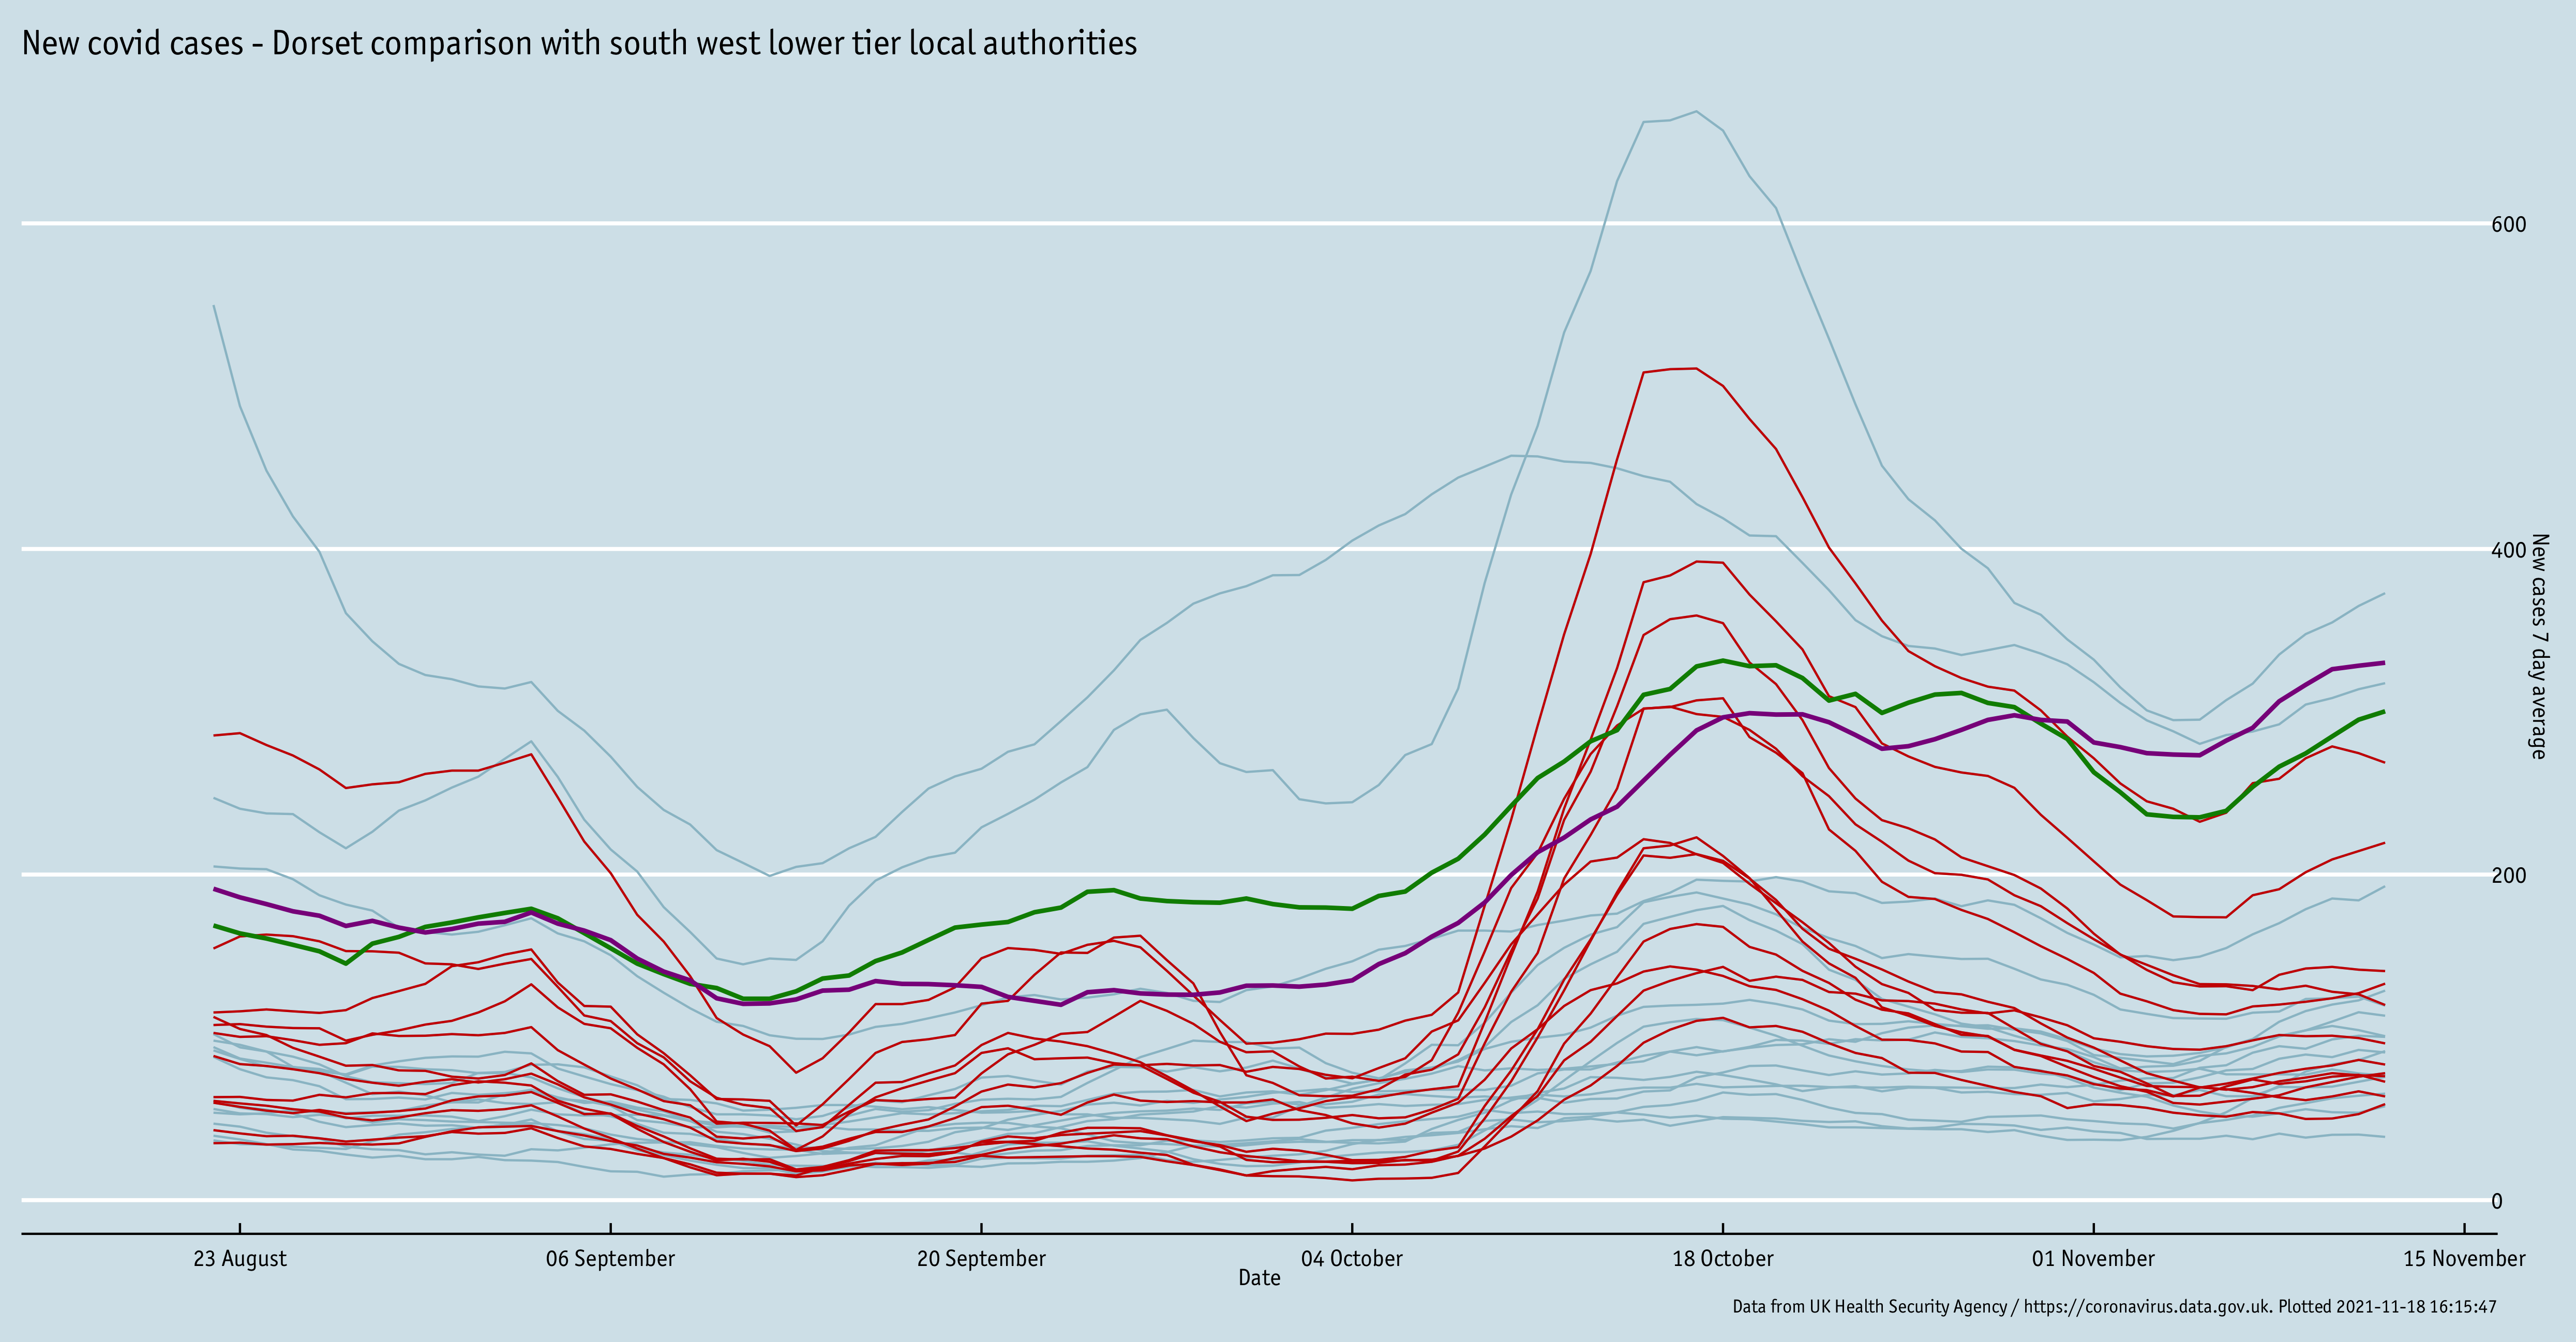 New covid cases - Dorset comparison with south west lower tier local authorities
600
400
200
0
New cases 7 day average
23 August
06 September
20 September
04 October
18 October
01 November
15 November
Date
Data from UK Health Security Agency / https://coronavirus.data.gov.uk. Plotted 2021-11-18 16:15:47